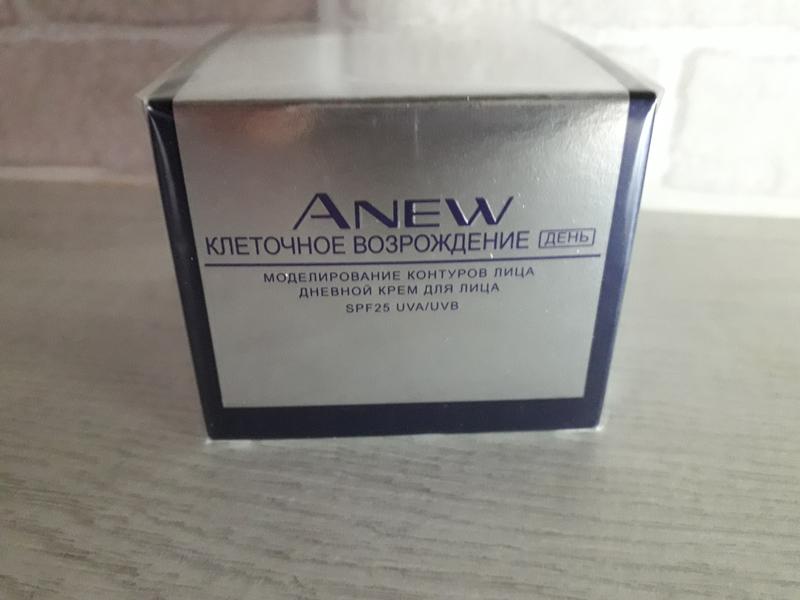 ANEW
КЛЕТОЧНОЕ ВОЗРОЖДЕНИЕ ДЕНЬ
МОДЕЛИРОВАНИЕ КОНТУРОВ ЛИЦА
ДНЕВНОЙ КРЕМ ДЛЯ ЛИЦА
SPF25 UVA/UVB